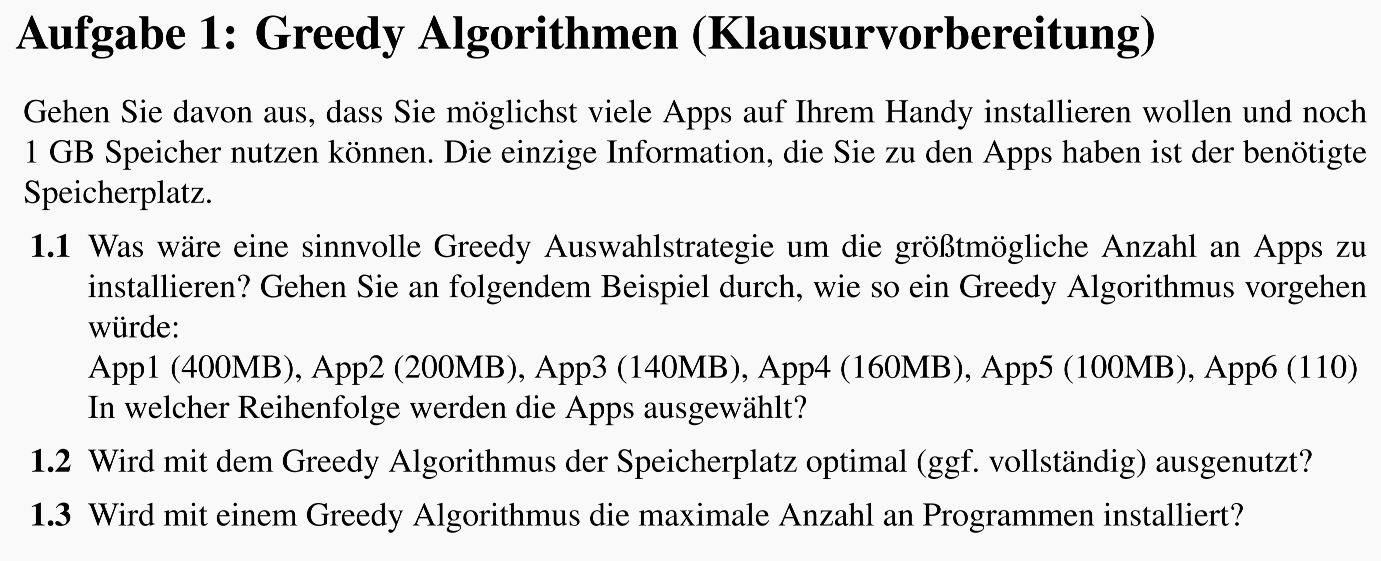 Aufgabe 1: Greedy Algorithmen (Klausurvorbereitung)
Gehen Sie davon aus, dass Sie möglichst viele Apps auf Ihrem Handy installieren wollen und noch
1 GB Speicher nutzen können. Die einzige Information, die Sie zu den Apps haben ist der benötigte
Speicherplatz.
1.1 Was wäre eine sinnvolle Greedy Auswahlstrategie um die größtmögliche Anzahl an Apps zu
installieren? Gehen Sie an folgendem Beispiel durch, wie so ein Greedy Algorithmus vorgehen
würde:
App1 (400MB), App2 (200MB), App3 (140MB), App4 (160MB), App5 (100MB), App6 (110)
In welcher Reihenfolge werden die Apps ausgewählt?
1.2 Wird mit dem Greedy Algorithmus der Speicherplatz optimal (ggf. vollständig) ausgenutzt?
1.3 Wird mit einem Greedy Algorithmus die maximale Anzahl an Programmen installiert?